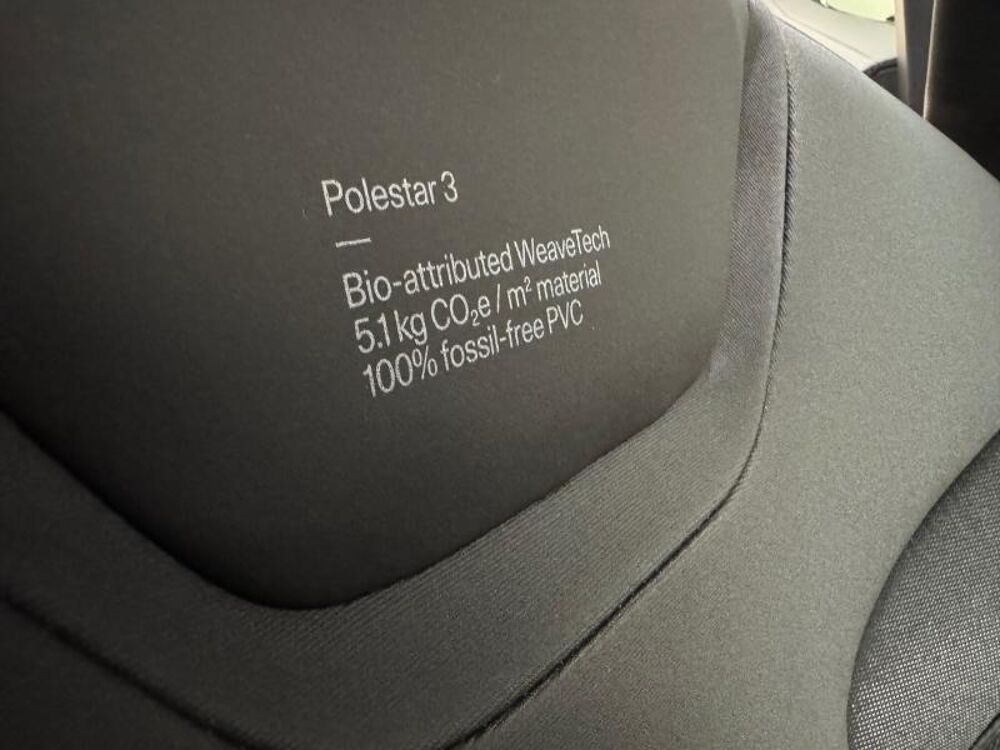 Polestar 3
—
Bio-attributed WeaveTech
5.1 kg CO₂e / m² material
100% fossil-free PVC